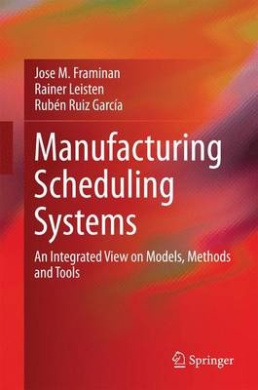 Jose M. Framinan
Rainer Leisten
Rubén Ruiz García
Manufacturing
Scheduling
Systems
An Integrated View on Models, Methods
and Tools
Springer